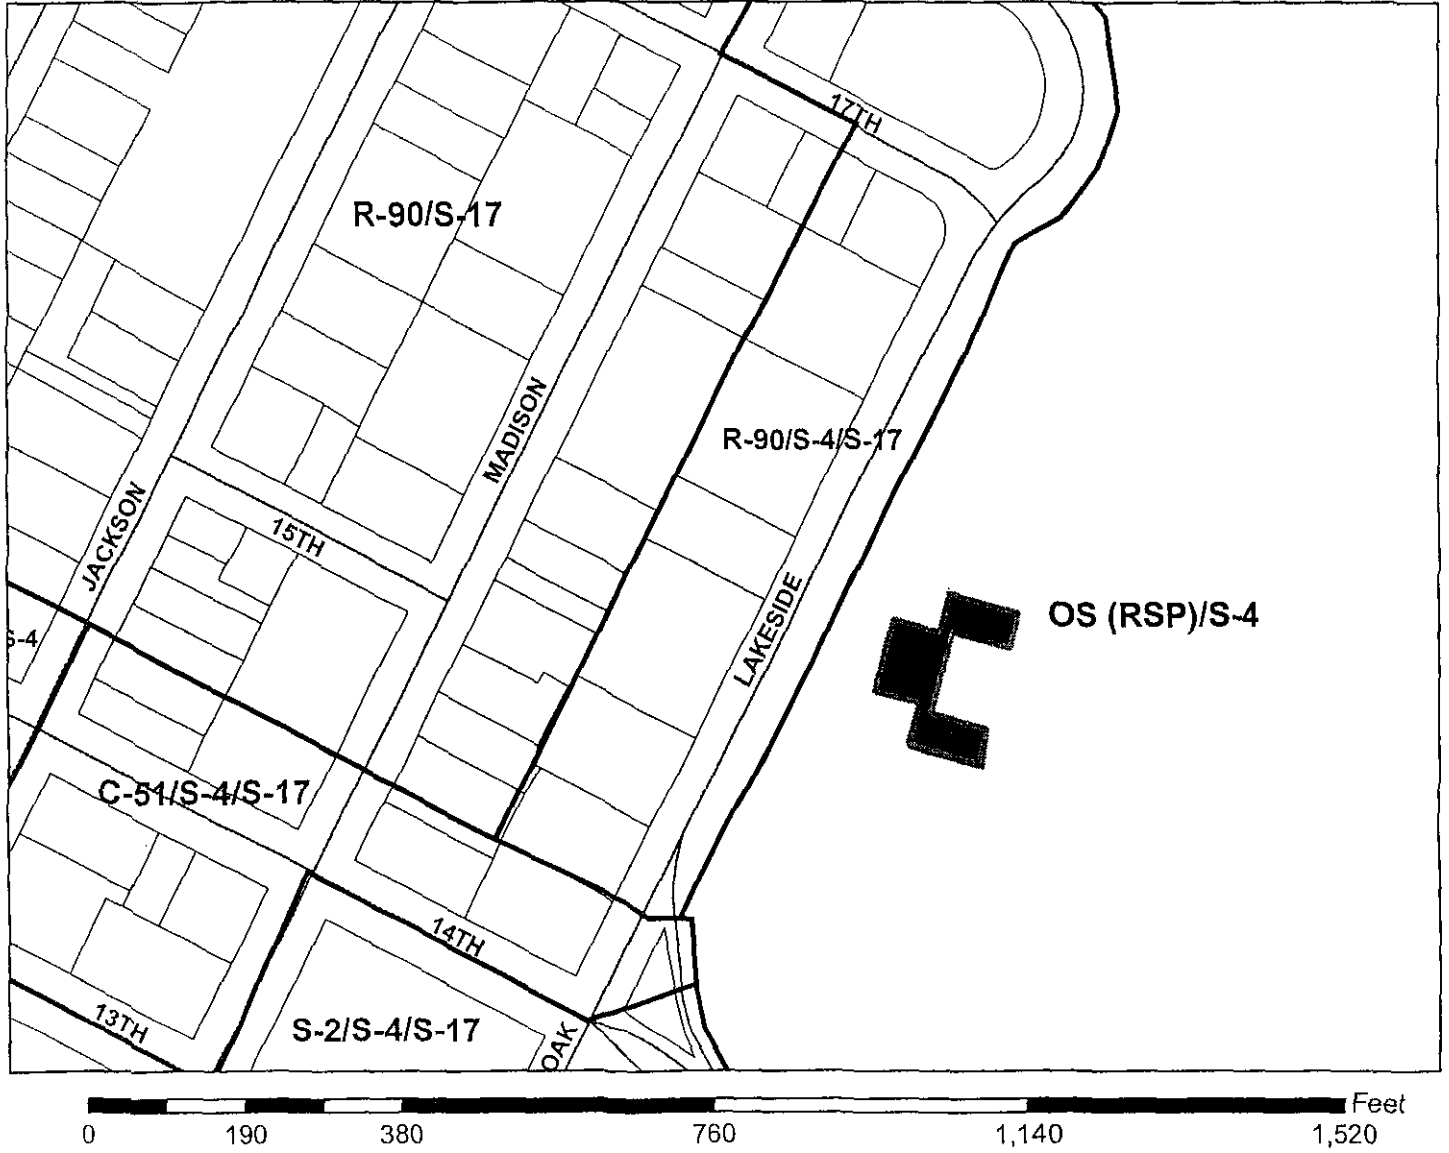 17TH
R-90/S-17
MADISON
R-90/S-4/S-17
JACKSON
15TH
LAKESIDE
OS (RSP)/S-4
S-4
C-51/S-4/S-17
14TH
13TH
S-2/S-4/S-17
OAK
Feet
0 190 380 760 1,140 1,520